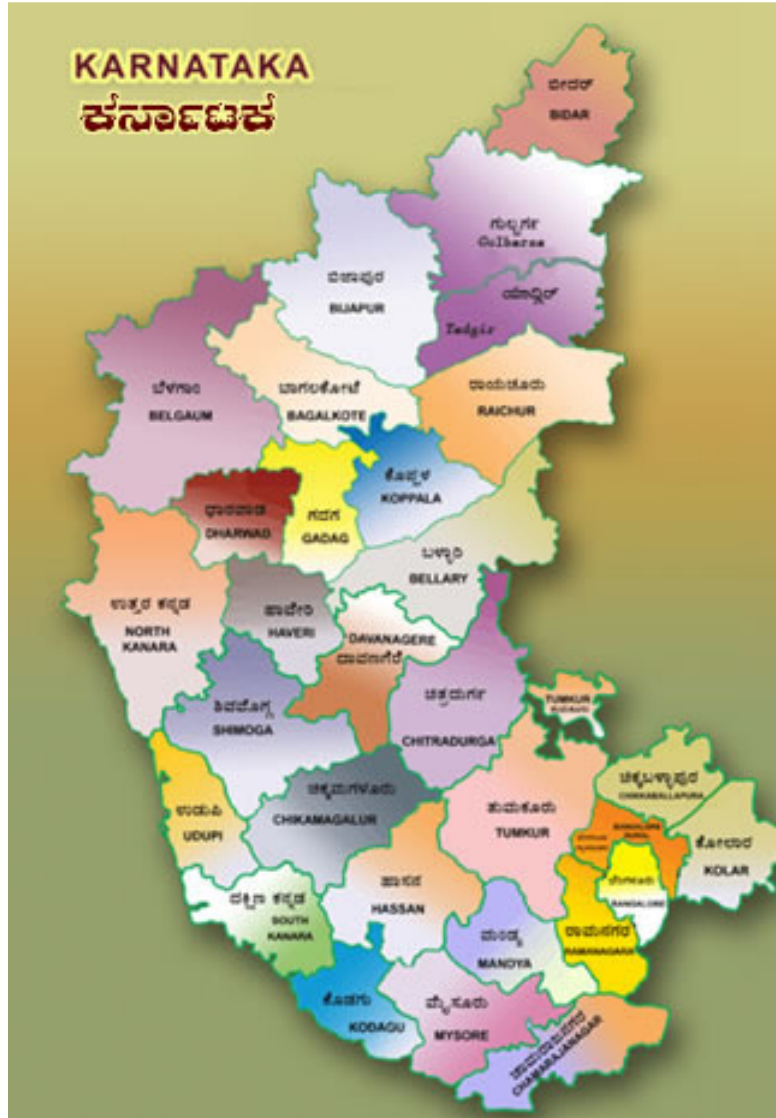 KARNATAKA
ಕರ್ನಾಟಕ
ಬೀದರ್
BIDAR
ಗುಲ್ಬರ್ಗ
ಯಾದ್ಗಿರ್
Yadgir
ಬಿಜಾಪುರ
BIJAPUR
ಬೆಳಗಾಂ
BELGAUM
ಬಾಗಲಕೋಟೆ
BAGALKOTE
ರಾಯಚೂರು
RAICHUR
ಧಾರವಾಡ
DHARWAD
ಗದಗ
GADAG
ಕೊಪ್ಪಳ
KOPPALA
ಬಳ್ಳಾರಿ
BELLARY
ಉತ್ತರ ಕನ್ನಡ
NORTH
KANARA
ಹಾವೇರಿ
HAVERI
DAVANAGERE
ದಾವಣಗೆರೆ
ಶಿವಮೊಗ್ಗ
SHIMOGA
ಚಿತ್ರದುರ್ಗ
CHITRADURGA
TUMKUR
ಉಡುಪಿ
UDUPI
ಚಿಕ್ಕಮಗಳೂರು
CHIKAMAGALUR
ತುಮಕೂರು
TUMKUR
ಚಿಕ್ಕಬಳ್ಳಾಪುರ
CHIKKABALLAPURA
BANGALORE
RURAL
ಕೋಲಾರ
KOLAR
ಬೆಂಗಳೂರು
BANGALORE
ದಕ್ಷಿಣ ಕನ್ನಡ
SOUTH
KANARA
ಹಾಸನ
HASSAN
ಮಂಡ್ಯ
MANDYA
ರಾಮನಗರ
RAMANAGARA
ಕೊಡಗು
KODAGU
ಮೈಸೂರು
MYSORE
ಚಾಮರಾಜನಗರ
CHAMARAJANAGAR